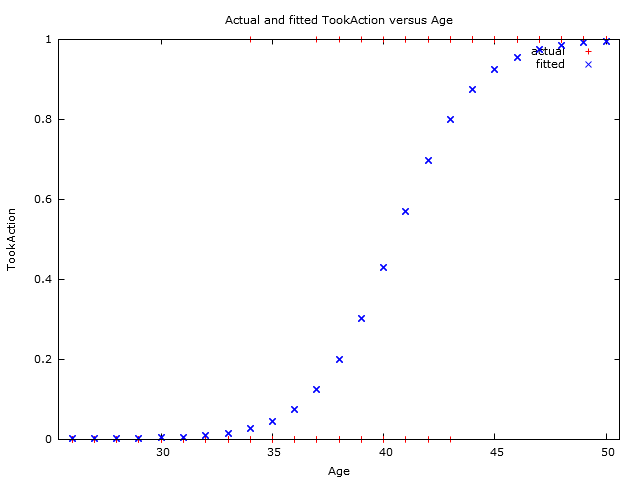 Actual and fitted TookAction versus Age
1
actual
fitted
0.8
0.6
TookAction
0.4
0.2
0
30 35 40 45 50
Age